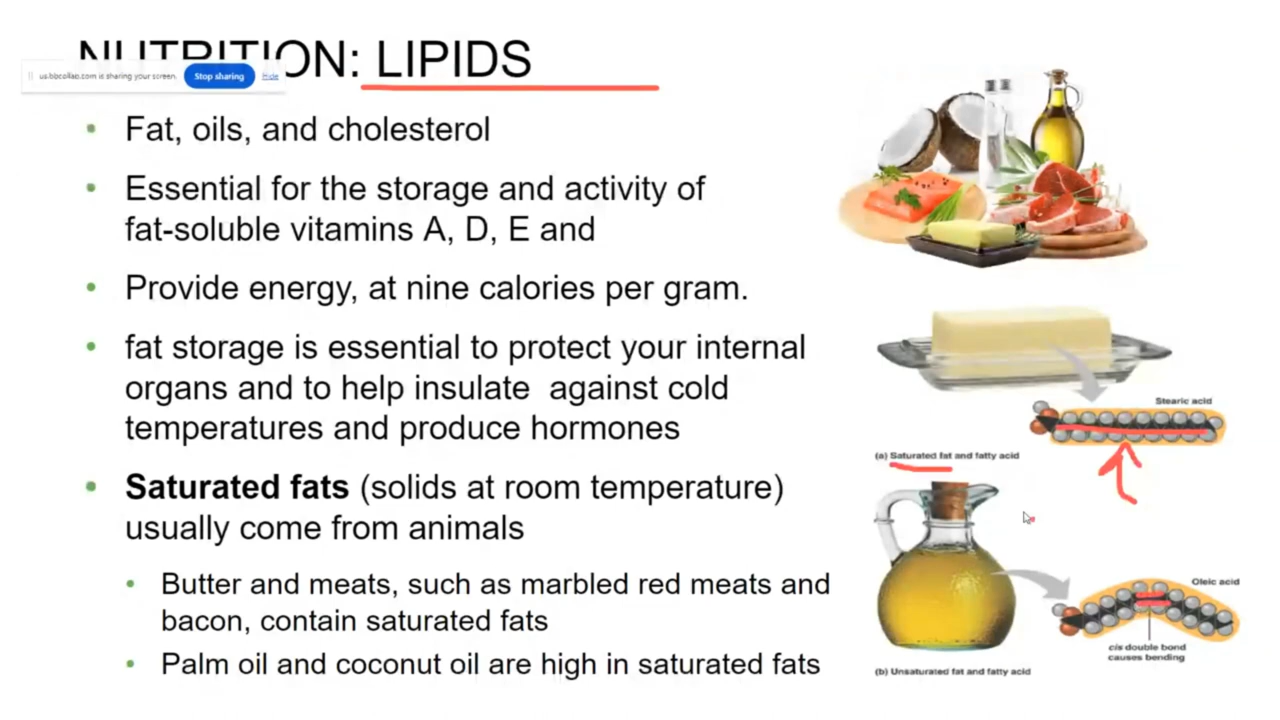 NUTRITION: LIPIDS
us.bbcollab.com is sharing your screen. Stop sharing Hide
• Fat, oils, and cholesterol
• Essential for the storage and activity of
fat-soluble vitamins A, D, E and
• Provide energy, at nine calories per gram.
• fat storage is essential to protect your internal
organs and to help insulate against cold
temperatures and produce hormones
• Saturated fats (solids at room temperature)
usually come from animals
• Butter and meats, such as marbled red meats and
bacon, contain saturated fats
• Palm oil and coconut oil are high in saturated fats
Stearic acid
(a) Saturated fat and fatty acid
Oleic acid
cis double bond
causes bending
(b) Unsaturated fat and fatty acid